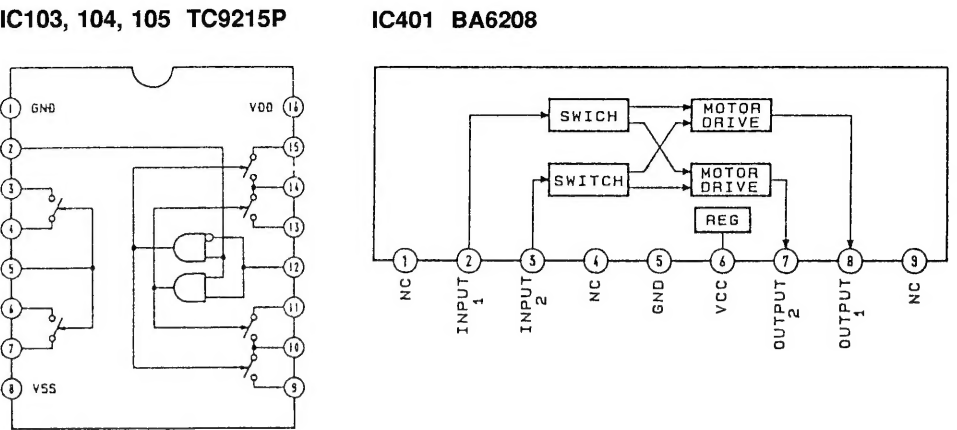 IC103, 104, 105 TC9215P
IC401 BA6208
1 GND
VDD 16
2
15
3
14
4
13
5
12
6
11
7
10
8 VSS
9
SWICH
MOTOR
DRIVE
SWITCH
MOTOR
DRIVE
REG
1
2
3
4
5
6
7
8
9
NC
INPUT
1
INPUT
2
NC
GND
VCC
OUTPUT
2
OUTPUT
1
NC